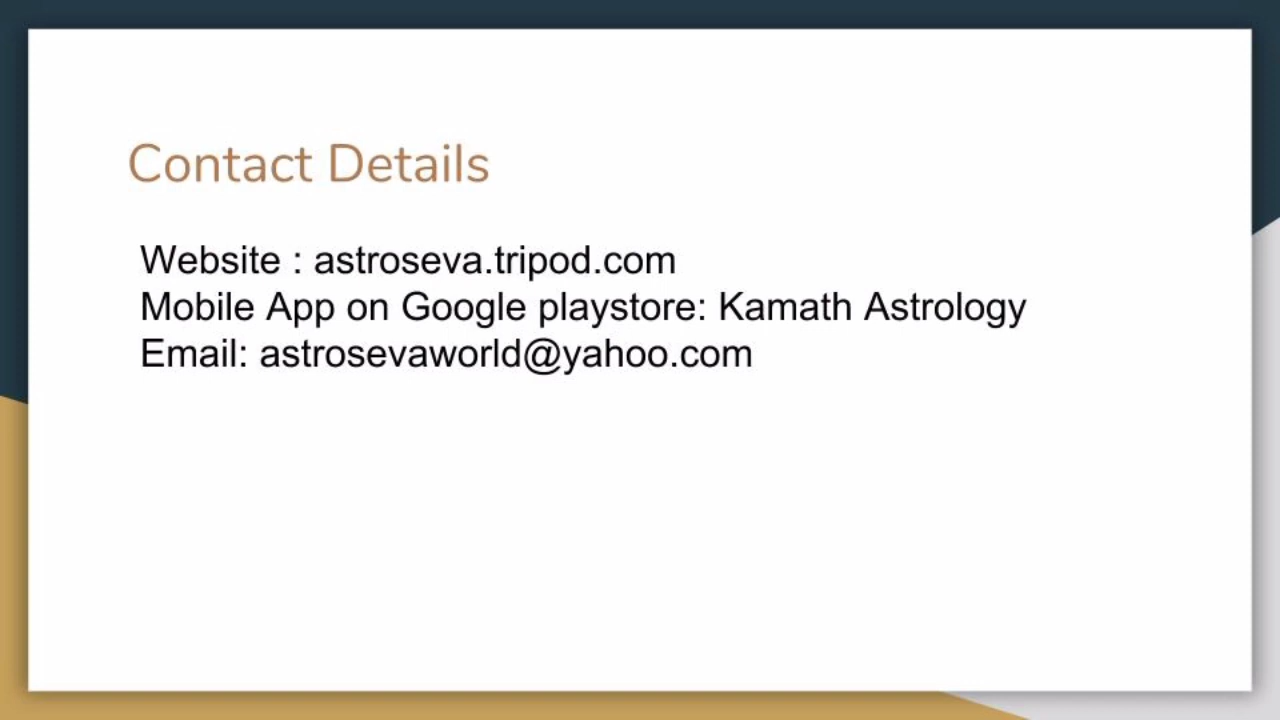 Contact Details
Website : astroseva.tripod.com
Mobile App on Google playstore: Kamath Astrology
Email: astrosevaworld@yahoo.com